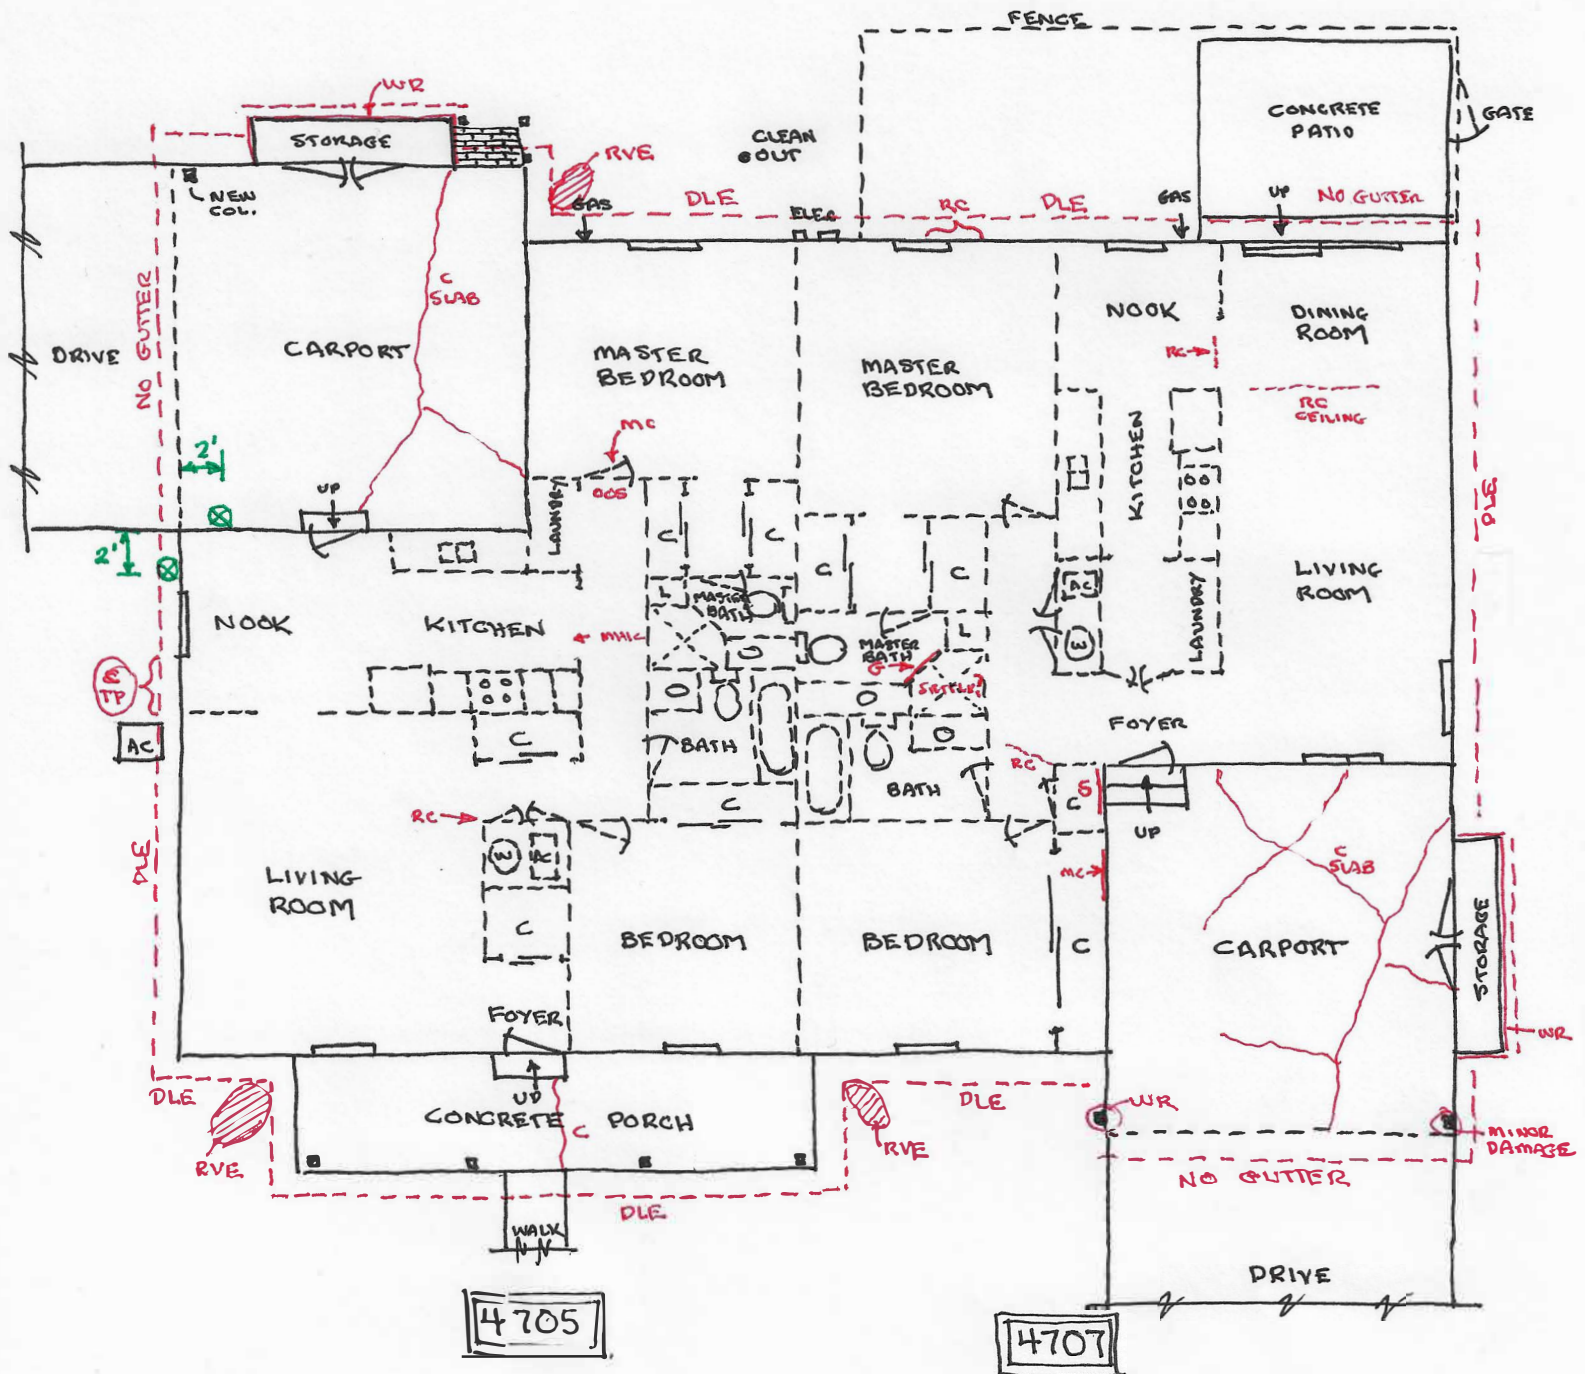 FENCE
WR
STORAGE
CONCRETE
PATIO
GATE
CLEAN
OUT
RVE
NEW
COL.
GAS
DLE
ELEC
RC
DLE
GAS
UP
NO GUTTER
NO GUTTER
C
SLAB
DRIVE
CARPORT
MASTER
BEDROOM
MASTER
BEDROOM
NOOK
DINING
ROOM
RC
RC
CEILING
MC
OOS
2'
UP
2'
LAUNDRY
C
C
C
C
KITCHEN
DLE
LIVING
ROOM
AC
W
LAUNDRY
NOOK
KITCHEN
MHIC
L
MASTER
BATH
MASTER
BATH
L
G
E
TP
AC
C
BATH
BATH
C
FOYER
RC
S
C
UP
RC
W
AC
C
MC
C
SLAB
DLE
LIVING
ROOM
C
BEDROOM
BEDROOM
C
CARPORT
STORAGE
WR
FOYER
UP
DLE
CONCRETE PORCH
C
RVE
RVE
DLE
WR
MINOR
DAMAGE
NO GUTTER
DLE
WALK
DRIVE
4705
4707